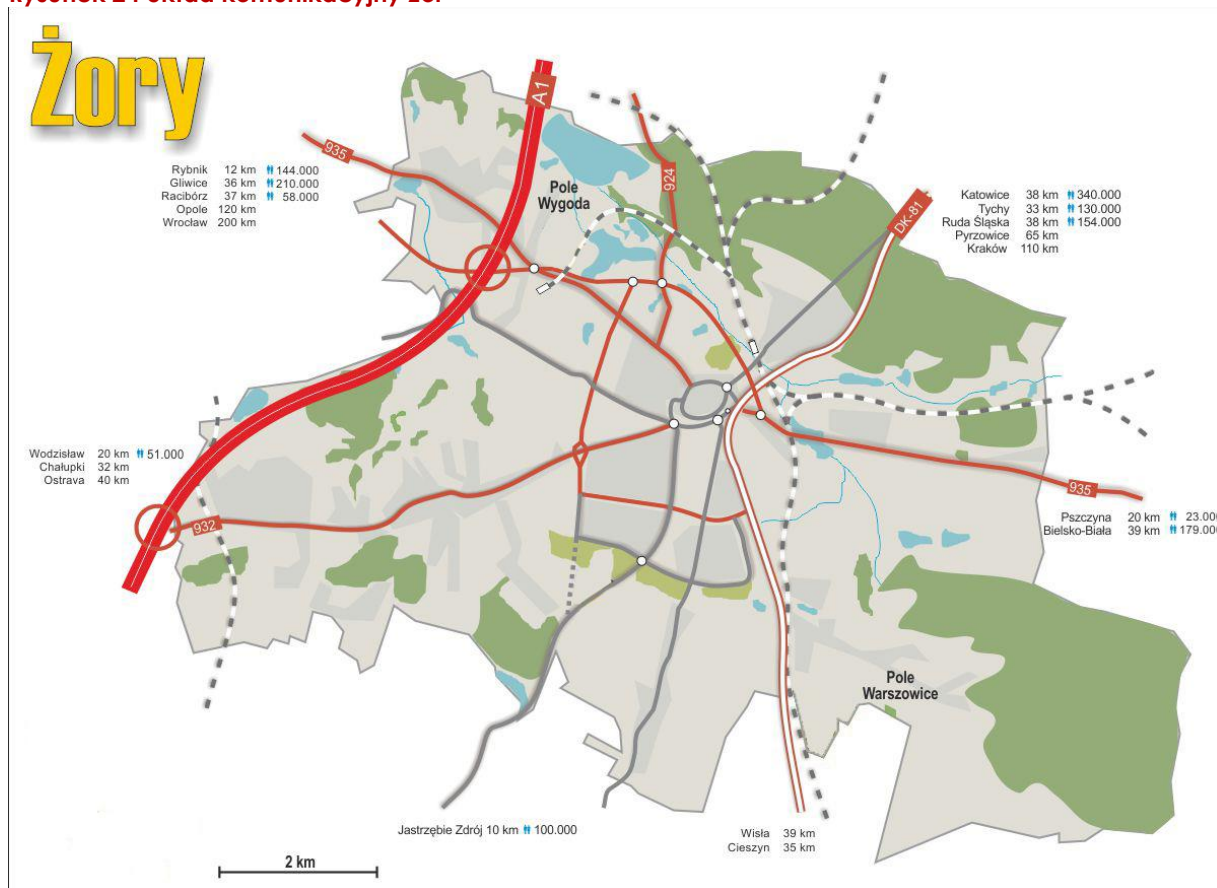 Żory
A1
935
924
Rybnik 12 km 144.000
Gliwice 36 km 210.000
Racibórz 37 km 58.000
Opole 120 km
Wrocław 200 km
Pole
Wygoda
DK-81
Katowice 38 km 340.000
Tychy 33 km 130.000
Ruda Śląska 38 km 154.000
Pyrzowice 65 km
Kraków 110 km
Wodzisław 20 km 51.000
Chałupki 32 km
Ostrava 40 km
932
935
Pszczyna 20 km 23.000
Bielsko-Biała 39 km 179.000
Pole
Warszowice
Jastrzębie Zdrój 10 km 100.000
Wisła 39 km
Cieszyn 35 km
2 km